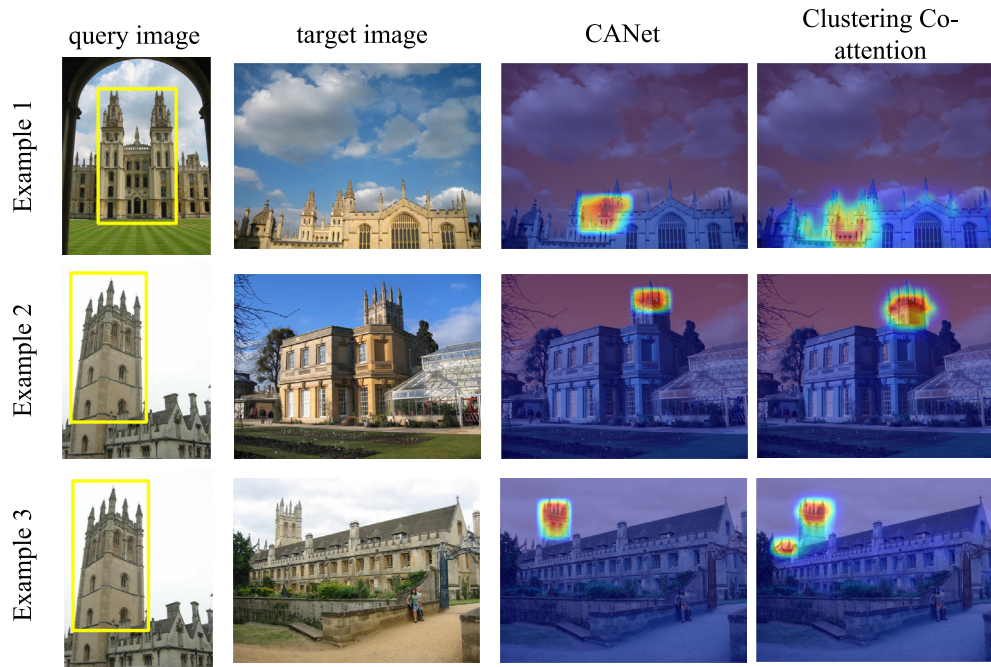 query image
target image
CANet
Clustering Co-
attention
Example 1
Example 2
Example 3